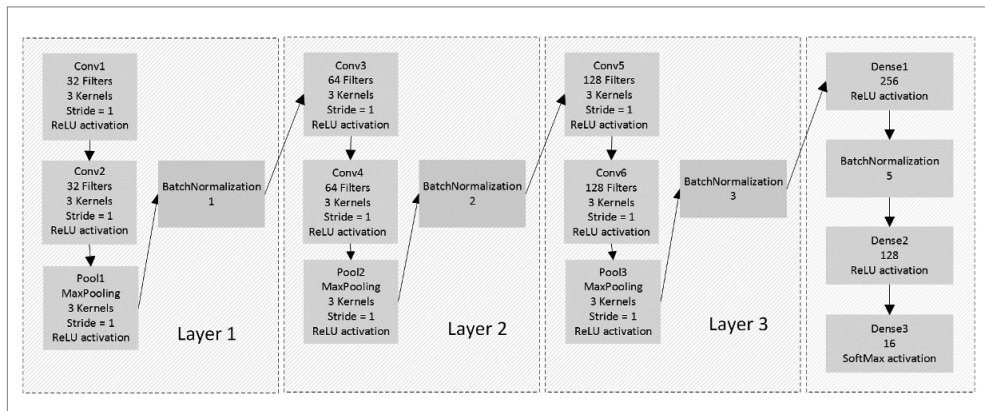 Conv1
32 Filters
3 Kernels
Stride = 1
ReLU activation
Conv2
32 Filters
3 Kernels
Stride = 1
ReLU activation
Pool1
MaxPooling
3 Kernels
Stride = 1
ReLU activation
BatchNormalization
1
Layer 1
Conv3
64 Filters
3 Kernels
Stride = 1
ReLU activation
Conv4
64 Filters
3 Kernels
Stride = 1
ReLU activation
Pool2
MaxPooling
3 Kernels
Stride = 1
ReLU activation
BatchNormalization
2
Layer 2
Conv5
128 Filters
3 Kernels
Stride = 1
ReLU activation
Conv6
128 Filters
3 Kernels
Stride = 1
ReLU activation
Pool3
MaxPooling
3 Kernels
Stride = 1
ReLU activation
BatchNormalization
3
Layer 3
Dense1
256
ReLU activation
BatchNormalization
5
Dense2
128
ReLU activation
Dense3
16
SoftMax activation